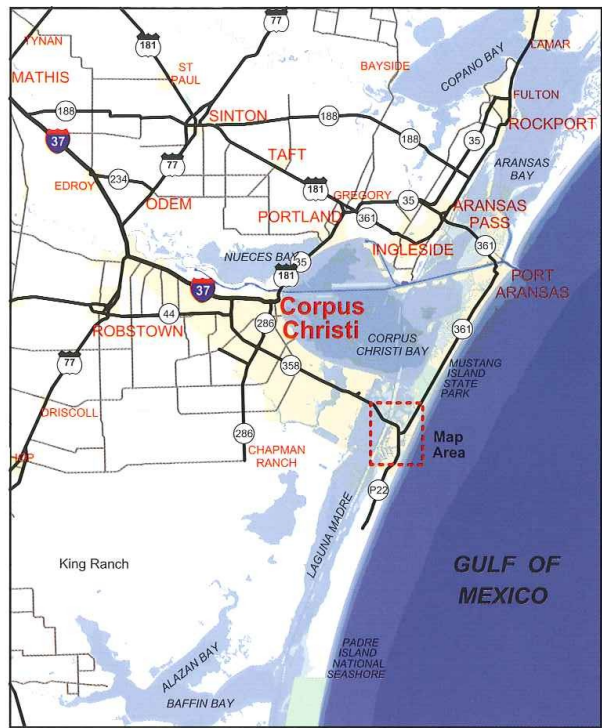 77
181
TYNAN
ST
PAUL
BAYSIDE
LAMAR
COPANO BAY
MATHIS
FULTON
188
SINTON
188
ROCKPORT
37
77
TAFT
188
35
ARANSAS
BAY
EDROY
234
181
GREGORY
ODEM
35
ARANSAS
PASS
PORTLAND
361
INGLESIDE
361
NUECES BAY
35
181
PORT
ARANSAS
37
Corpus
Christi
44
286
361
ROBSTOWN
CORPUS
CHRISTI BAY
77
358
MUSTANG
ISLAND
STATE
PARK
DRISCOLL
286
CHAPMAN
RANCH
Map
Area
P22
LAGUNA MADRE
King Ranch
GULF OF
MEXICO
PADRE
ISLAND
NATIONAL
SEASHORE
ALAZAN BAY
BAFFIN BAY